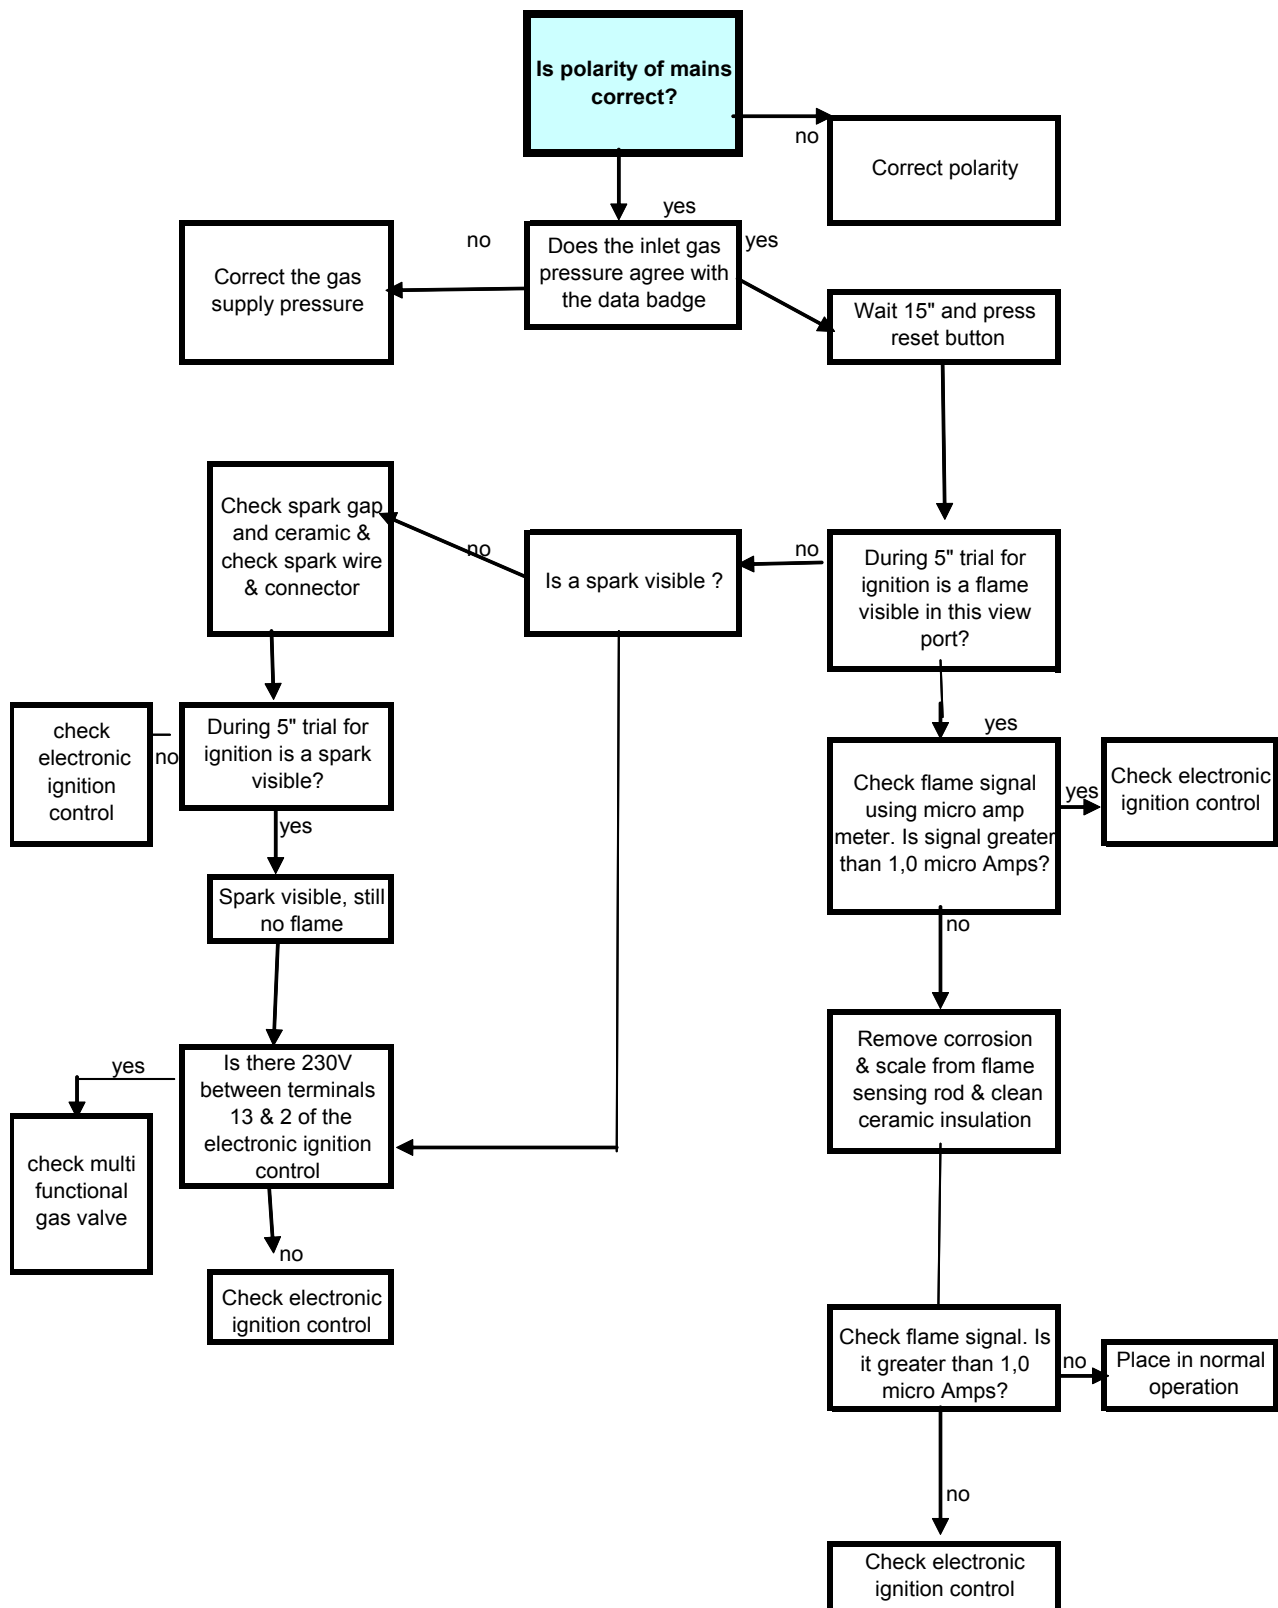 Is polarity of mains
correct?
no
Correct polarity
yes
no
Does the inlet gas
pressure agree with
the data badge
yes
Correct the gas
supply pressure
Wait 15" and press
reset button
Check spark gap
and ceramic &
check spark wire
& connector
no
Is a spark visible ?
no
During 5" trial for
ignition is a flame
visible in this view
port?
check
electronic
ignition
control
no
During 5" trial for
ignition is a spark
visible?
yes
yes
Check flame signal
using micro amp
meter. Is signal greater
than 1,0 micro Amps?
yes
Check electronic
ignition control
Spark visible, still
no flame
no
Remove corrosion
& scale from flame
sensing rod & clean
ceramic insulation
yes
Is there 230V
between terminals
13 & 2 of the
electronic ignition
control
check multi
functional
gas valve
no
Check electronic
ignition control
Check flame signal. Is
it greater than 1,0
micro Amps?
no
Place in normal
operation
no
Check electronic
ignition control